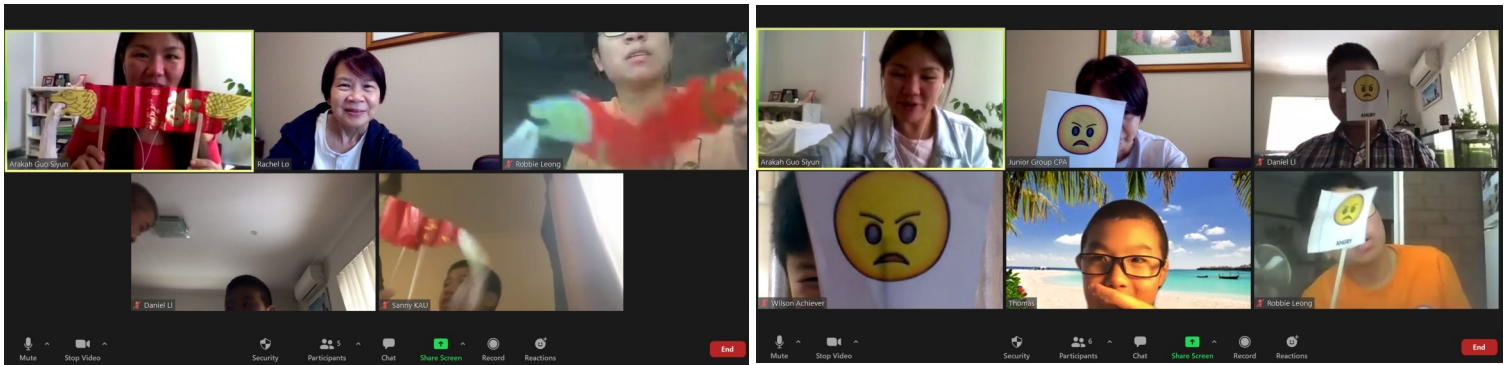 Arakah Guo Siyun
Rachel Lo
Robbie Leong
Daniel LI
Sanny KAU
Mute
Stop Video
Security
5
Participants
Chat
Share Screen
Record
Reactions
End
Arakah Guo Siyun
Junior Group CPA
ANGRY
Daniel LI
Wilson Achiever
Thomas
ANGRY
Robbie Leong
Mute
Stop Video
Security
6
Participants
Chat
Share Screen
Record
Reactions
End